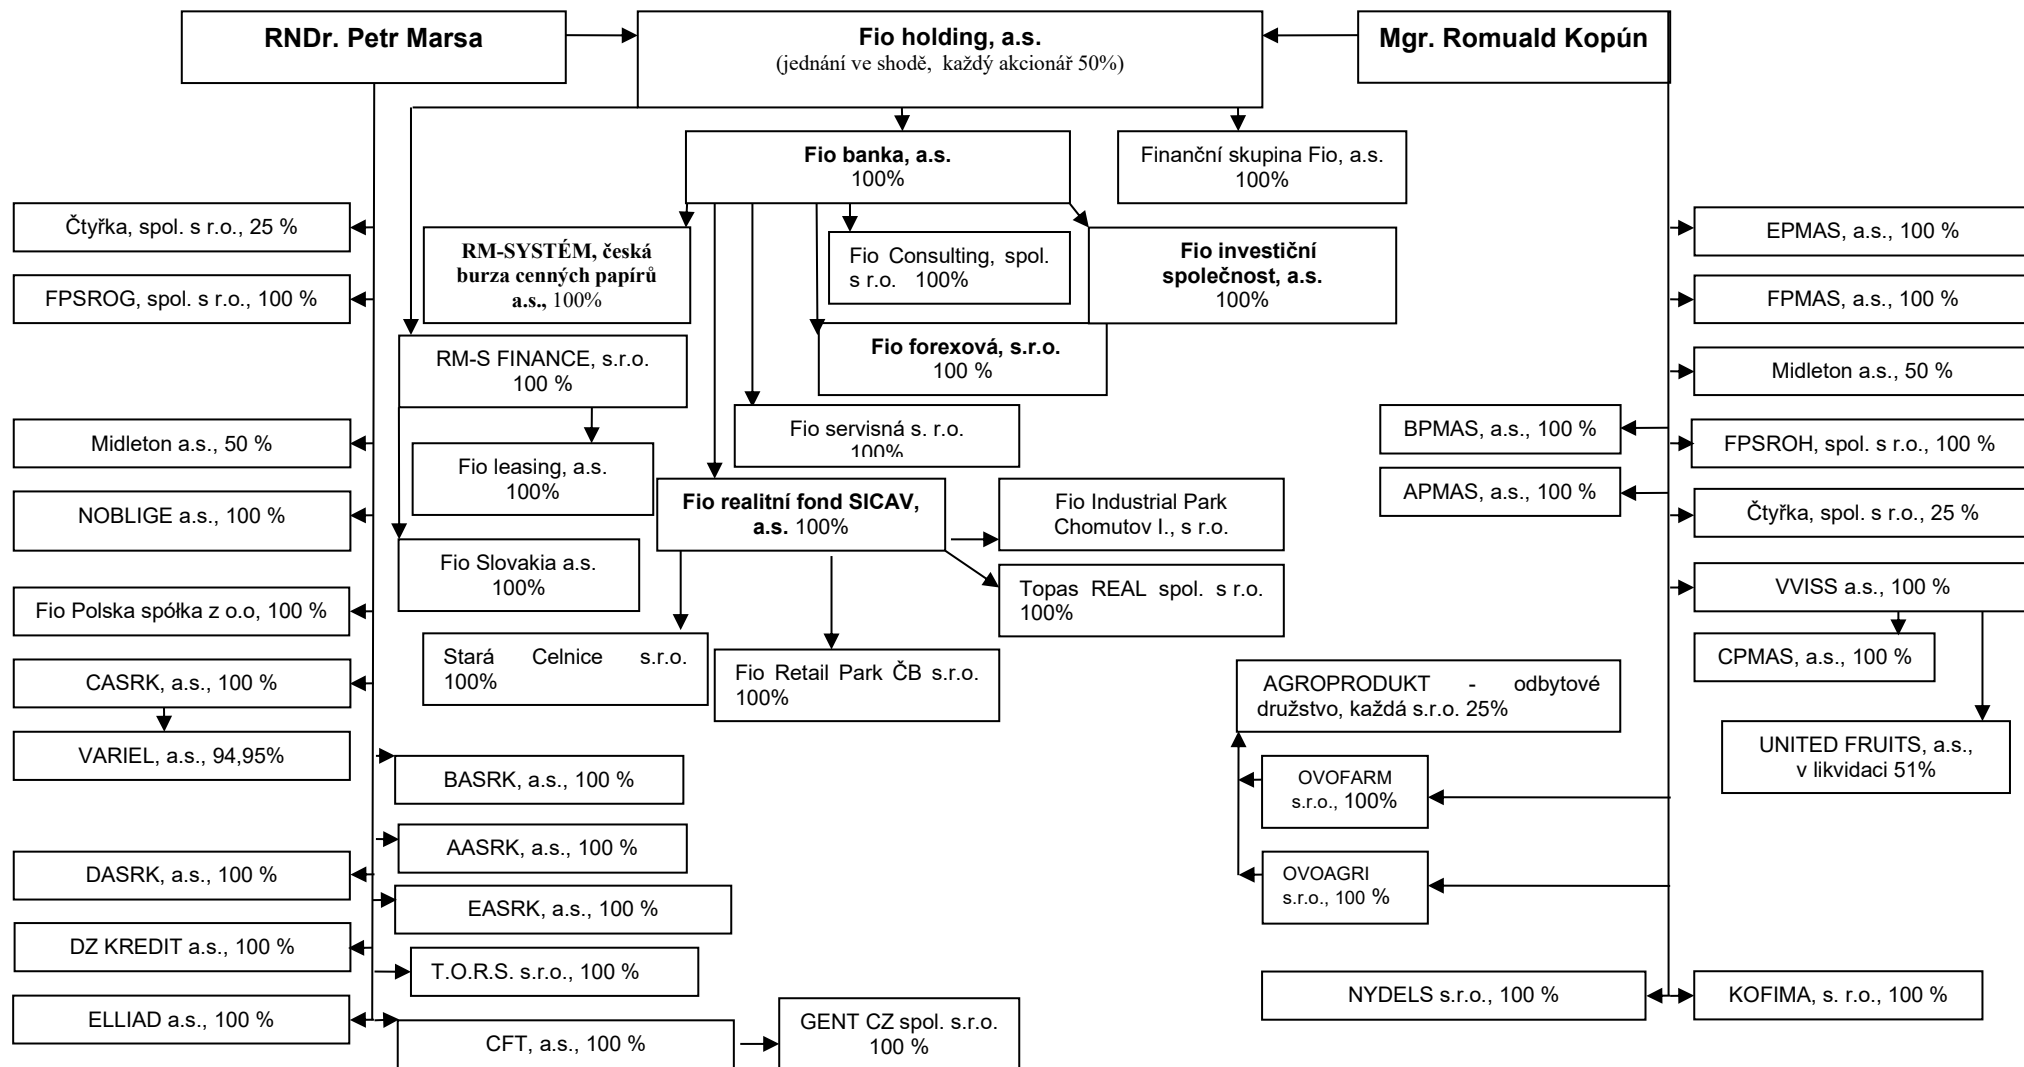 RNDr. Petr Marsa
Fio holding, a.s.
(jednání ve shodě, každý akcionář 50%)
Mgr. Romuald Kopún
Fio banka, a.s.
100%
Finanční skupina Fio, a.s.
100%
Čtyřka, spol. s r.o., 25 %
FPSROG, spol. s r.o., 100 %
RM-SYSTÉM, česká
burza cenných papírů
a.s., 100%
Fio Consulting, spol.
s r.o. 100%
Fio investiční
společnost, a.s.
100%
EPMAS, a.s., 100 %
FPMAS, a.s., 100 %
RM-S FINANCE, s.r.o.
100 %
Fio forexová, s.r.o.
100 %
Midleton a.s., 50 %
Midleton a.s., 50 %
Fio leasing, a.s.
100%
Fio servisná s. r.o.
100%
BPMAS, a.s., 100 %
FPSROH, spol. s r.o., 100 %
NOBLIGE a.s., 100 %
Fio realitní fond SICAV,
a.s. 100%
Fio Industrial Park
Chomutov I., s r.o.
APMAS, a.s., 100 %
Čtyřka, spol. s r.o., 25 %
Fio Slovakia a.s.
100%
Topas REAL spol. s r.o.
100%
VVISS a.s., 100 %
Fio Polska spółka z o.o, 100 %
Stará Celnice s.r.o.
100%
Fio Retail Park ČB s.r.o.
100%
CPMAS, a.s., 100 %
CASRK, a.s., 100 %
AGROPRODUKT - odbytové
družstvo, každá s.r.o. 25%
VARIEL, a.s., 94,95%
UNITED FRUITS, a.s.,
v likvidaci 51%
BASRK, a.s., 100 %
OVOFARM
s.r.o., 100%
AASRK, a.s., 100 %
DASRK, a.s., 100 %
OVOAGRI
s.r.o., 100 %
EASRK, a.s., 100 %
DZ KREDIT a.s., 100 %
T.O.R.S. s.r.o., 100 %
NYDELS s.r.o., 100 %
KOFIMA, s. r.o., 100 %
ELLIAD a.s., 100 %
CFT, a.s., 100 %
GENT CZ spol. s.r.o.
100 %